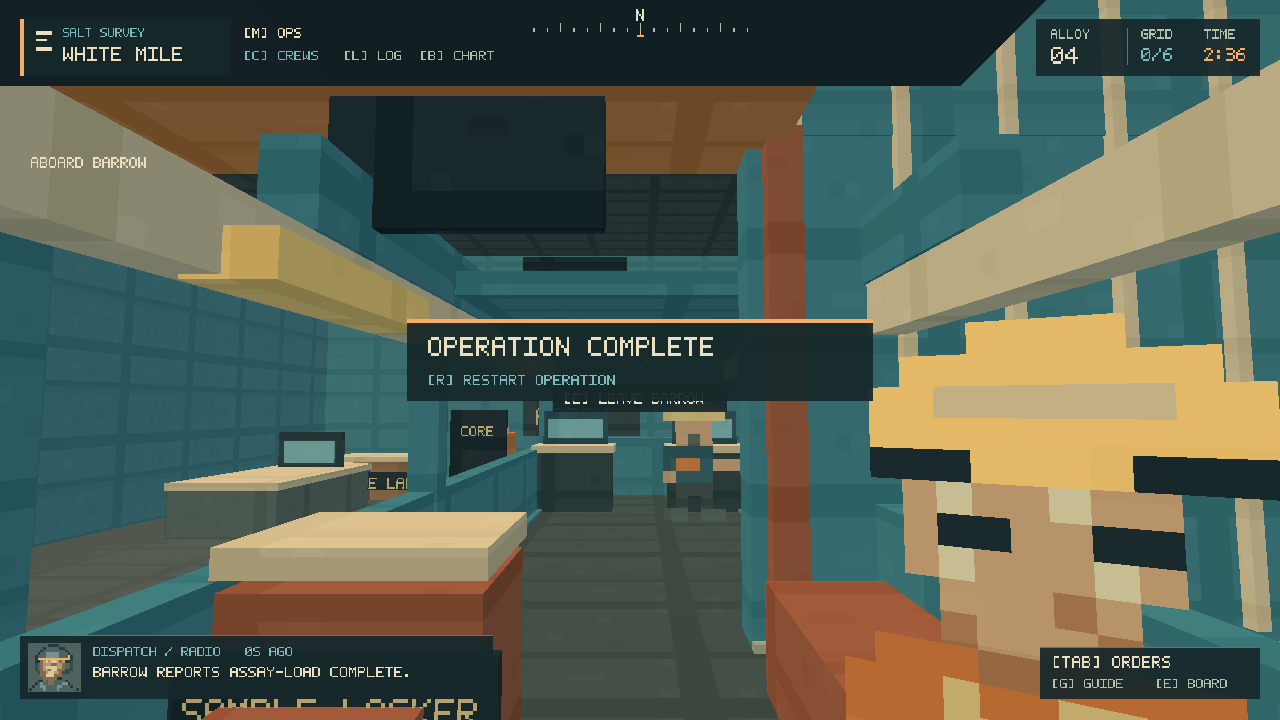 SALT SURVEY
WHITE MILE
[M] OPS
[C] CREWS [L] LOG [B] CHART
N
ALLOY
04
GRID
0/6
TIME
2:36
ABOARD BARROW
OPERATION COMPLETE
[R] RESTART OPERATION
[E] LEAVE BARROW
CORE
SAMPLE LOCKER
DISPATCH / RADIO 0S AGO
BARROW REPORTS ASSAY-LOAD COMPLETE.
[TAB] ORDERS
[G] GUIDE [E] BOARD